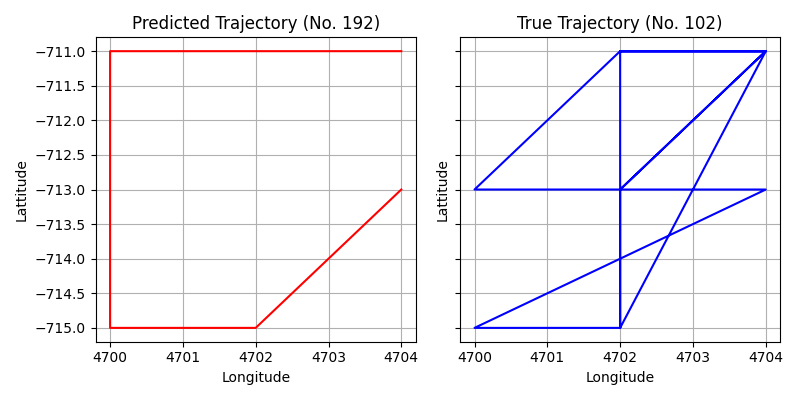 Predicted Trajectory (No. 192)
−711.0
−711.5
−712.0
−712.5
−713.0
−713.5
−714.0
−714.5
−715.0
Lattitude
4700 4701 4702 4703 4704
Longitude
True Trajectory (No. 102)
Lattitude
4700 4701 4702 4703 4704
Longitude